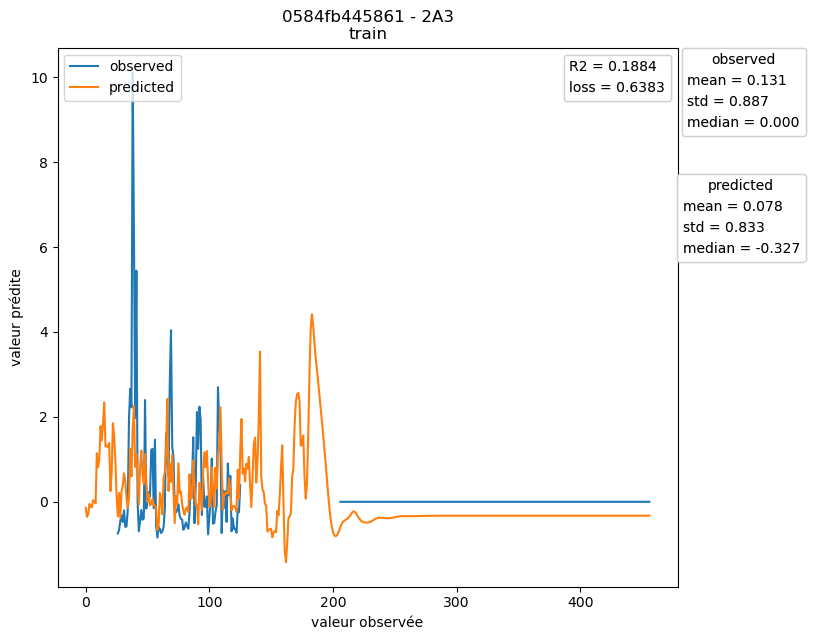 0584fb445861 - 2A3
train
observed
predicted
R2 = 0.1884
loss = 0.6383
observed
mean = 0.131
std = 0.887
median = 0.000
predicted
mean = 0.078
std = 0.833
median = -0.327
10
8
6
4
2
0
valeur prédite
0
100
200
300
400
valeur observée